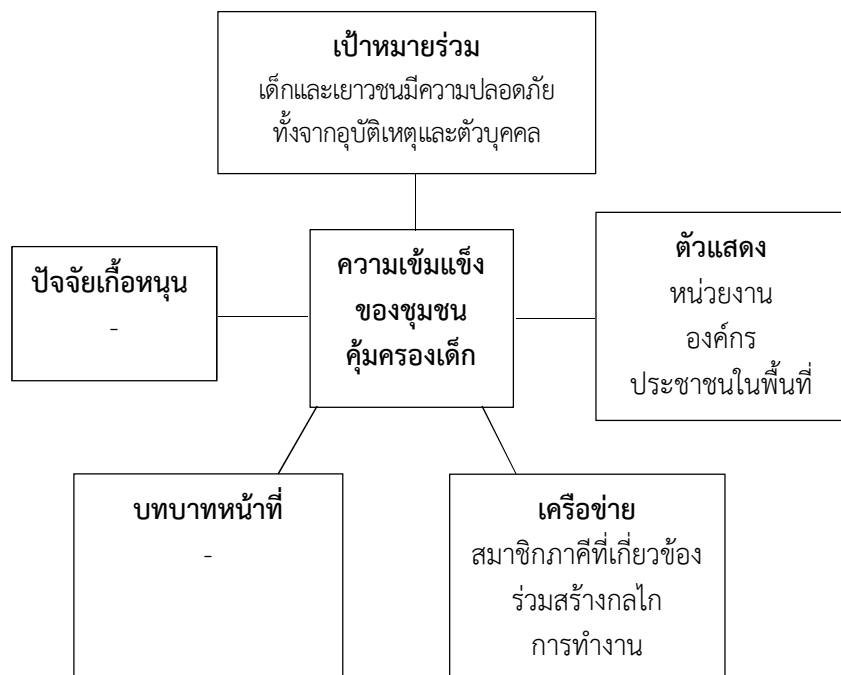 เป้าหมายร่วม
เด็กและเยาวชนมีความปลอดภัย
ทั้งจากอุบัติเหตุและตัวบุคคล
ปัจจัยเกื้อหนุน
-
ความเข้มแข็ง
ของชุมชน
คุ้มครองเด็ก
ตัวแสดง
หน่วยงาน
องค์กร
ประชาชนในพื้นที่
บทบาทหน้าที่
-
เครือข่าย
สมาชิกภาคีที่เกี่ยวข้อง
ร่วมสร้างกลไก
การทำงาน